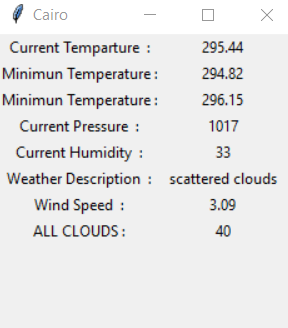 Cairo
Current Temparture : 295.44
Minimun Temperature : 294.82
Minimun Temperature : 296.15
Current Pressure : 1017
Current Humidity : 33
Weather Description : scattered clouds
Wind Speed : 3.09
ALL CLOUDS : 40